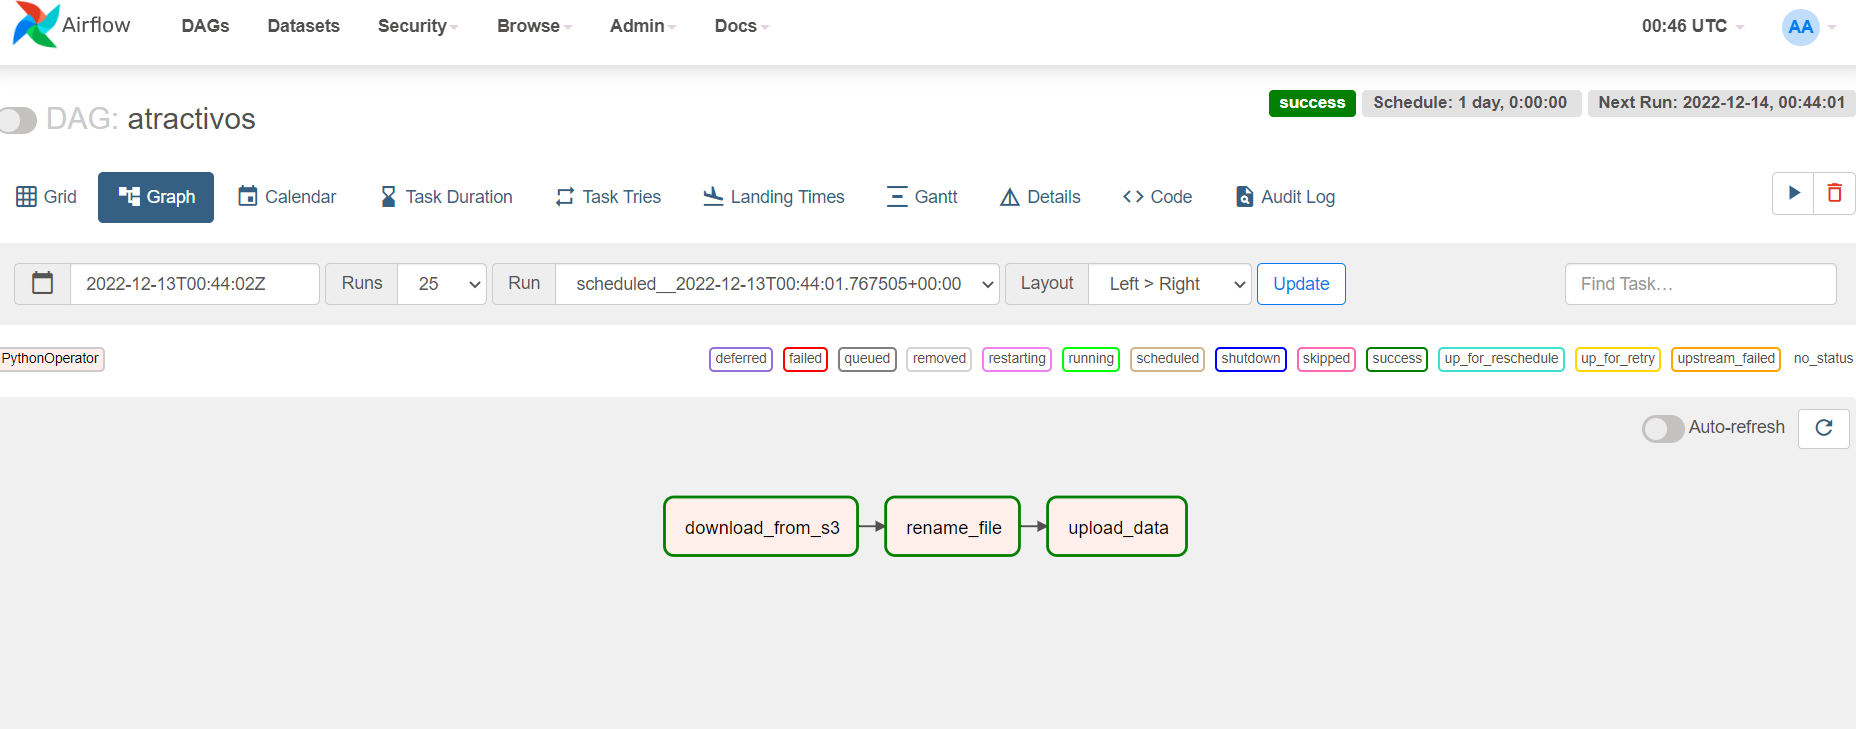 Airflow DAGs Datasets Security Browse Admin Docs 00:46 UTC AA
DAG: atractivos success Schedule: 1 day, 0:00:00 Next Run: 2022-12-14, 00:44:01
Grid Graph Calendar Task Duration Task Tries Landing Times Gantt Details Code Audit Log
2022-12-13T00:44:02Z Runs 25 Run scheduled__2022-12-13T00:44:01.767505+00:00 Layout Left > Right Update Find Task…
PythonOperator deferred failed queued removed restarting running scheduled shutdown skipped success up_for_reschedule up_for_retry upstream_failed no_status
Auto-refresh
download_from_s3 rename_file upload_data